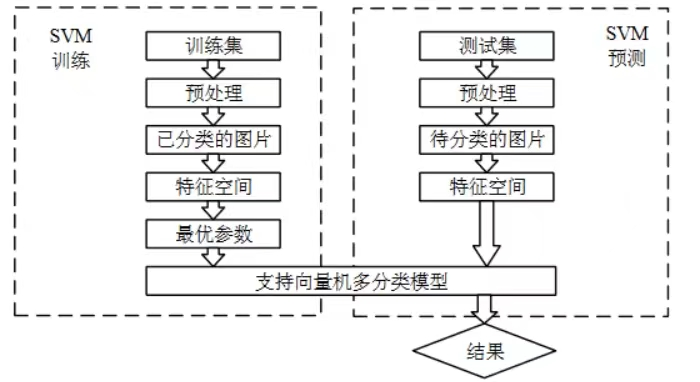 SVM
训练
训练集
预处理
已分类的图片
特征空间
最优参数
SVM
预测
测试集
预处理
待分类的图片
特征空间
支持向量机多分类模型
结果